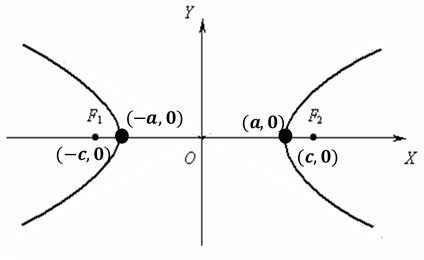 Y
F₁ (−a, 0) (a, 0) F₂
(−c, 0) O (c, 0) X